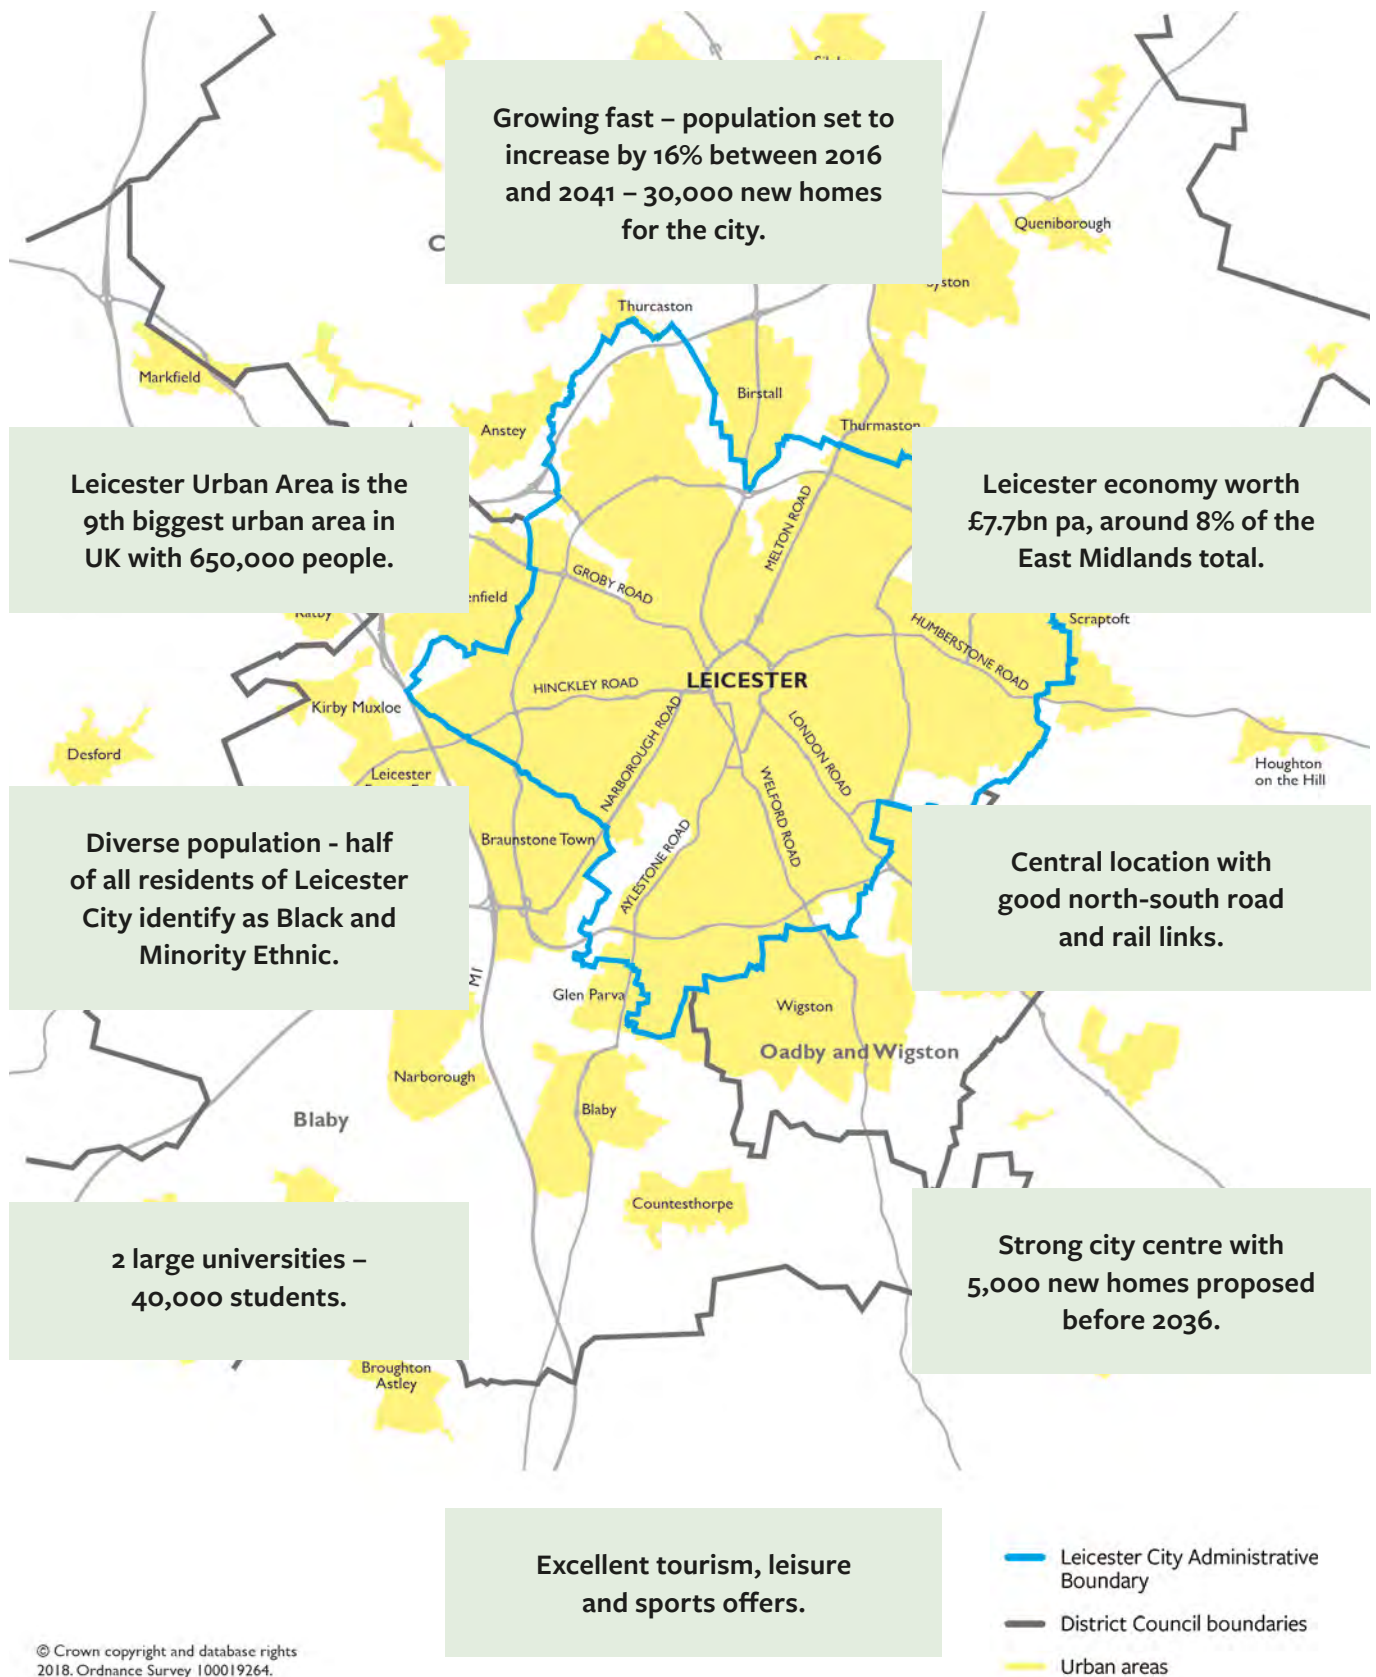 Growing fast – population set to
increase by 16% between 2016
and 2041 – 30,000 new homes
for the city.
Queniborough
Thurcaston
Markfield
Birstall
Anstey
Thurmaston
Leicester Urban Area is the
9th biggest urban area in
UK with 650,000 people.
Leicester economy worth
£7.7bn pa, around 8% of the
East Midlands total.
MELTON ROAD
GROBY ROAD
Scraptoft
HUMBERSTONE ROAD
LEICESTER
HINCKLEY ROAD
Kirby Muxloe
NARBOROUGH ROAD
LONDON ROAD
Desford
Houghton
on the Hill
Leicester
WELFORD ROAD
Diverse population - half
of all residents of Leicester
City identify as Black and
Minority Ethnic.
Braunstone Town
AYLESTONE ROAD
Central location with
good north-south road
and rail links.
M1
Glen Parva
Wigston
Oadby and Wigston
Narborough
Blaby
Blaby
Countesthorpe
2 large universities –
40,000 students.
Strong city centre with
5,000 new homes proposed
before 2036.
Broughton
Astley
Excellent tourism, leisure
and sports offers.
Leicester City Administrative
Boundary
District Council boundaries
Urban areas
© Crown copyright and database rights
2018. Ordnance Survey 100019264.